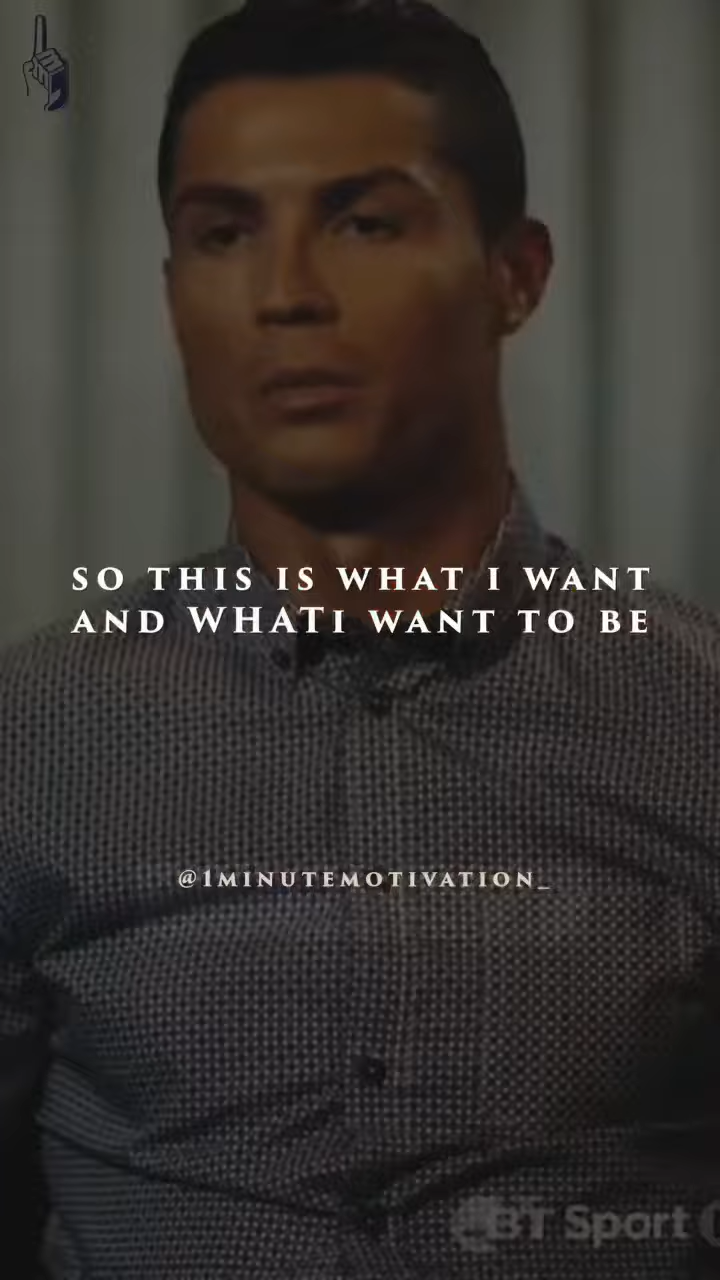 SO THIS IS WHAT I WANT
AND WHATI WANT TO BE
@1MINUTEMOTIVATION_
BT Sport